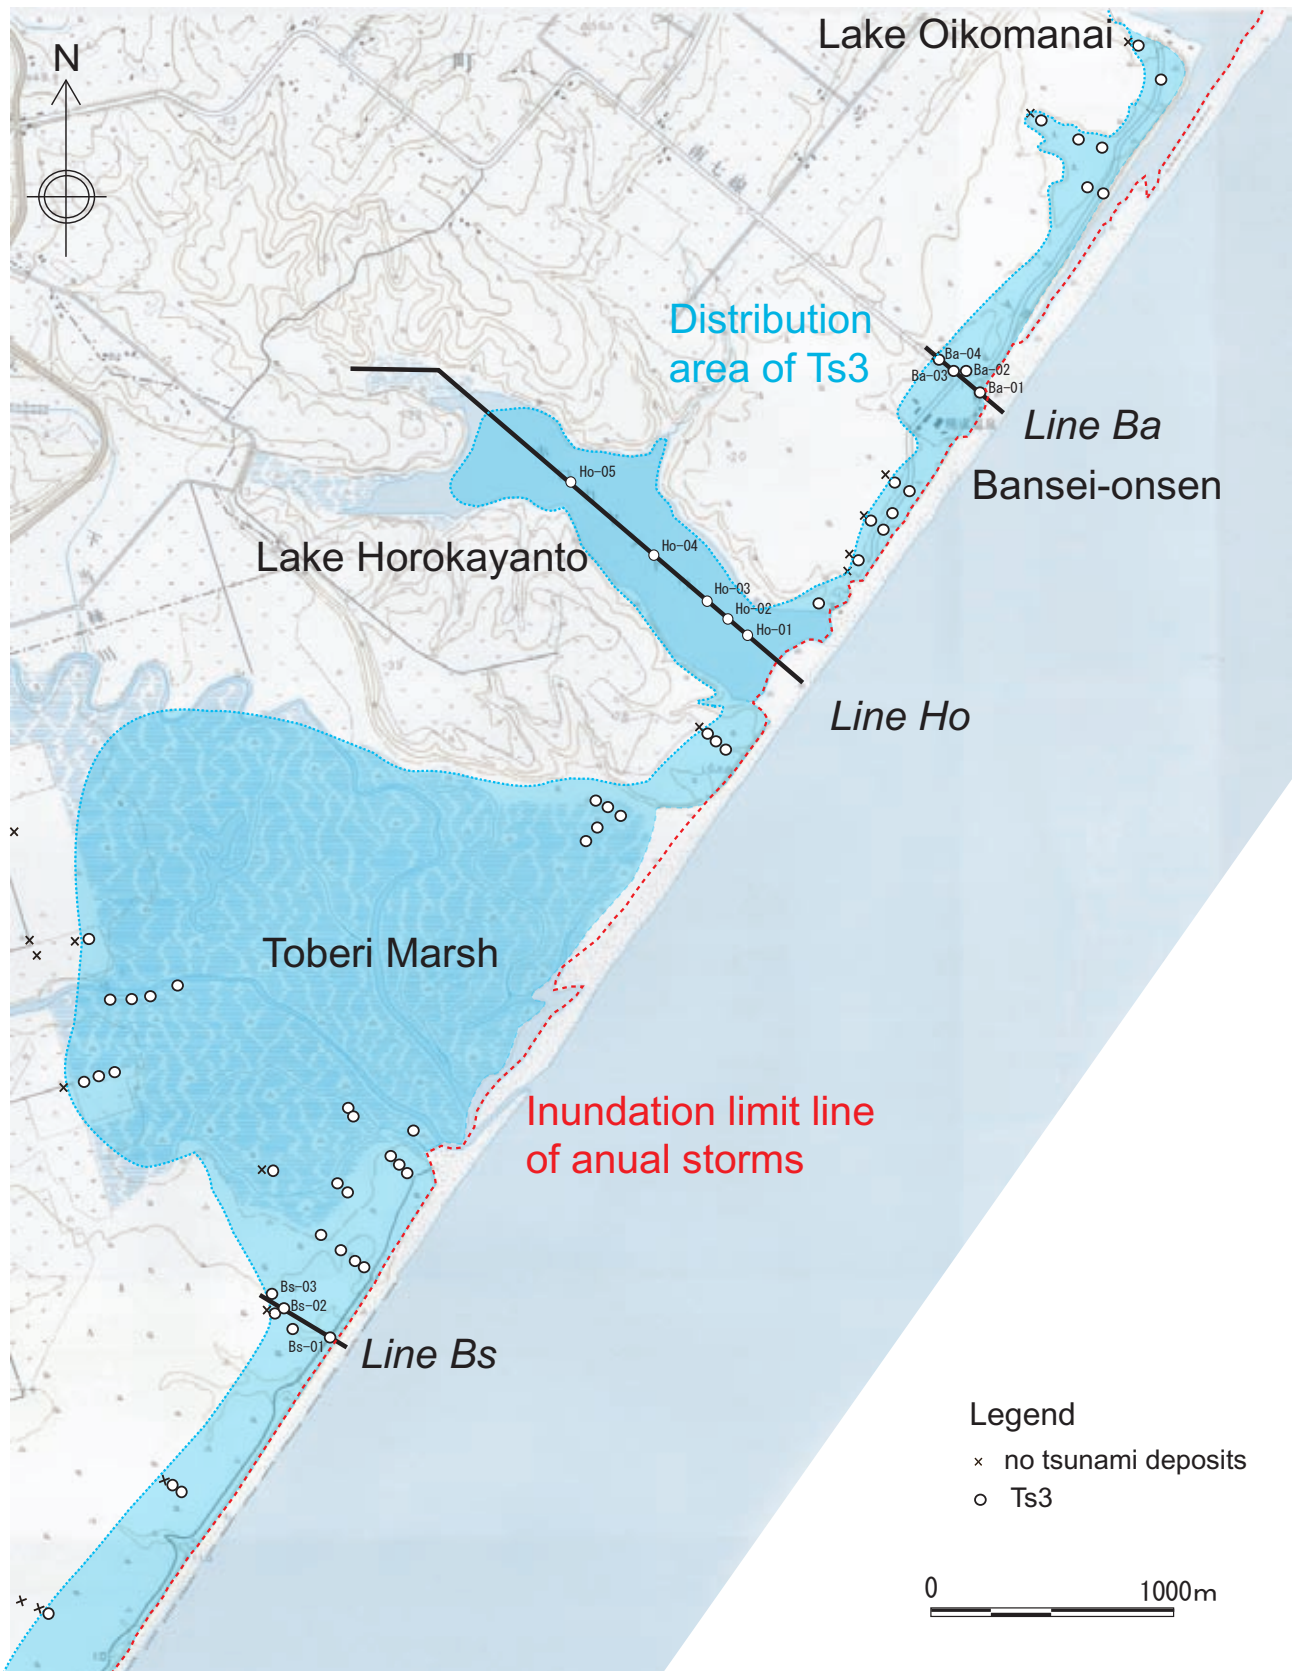 Lake Oikomanai
N
町
Distribution
area of Ts3
Ba-04
Ba-02
Ba-03
Ba-01
Line Ba
Bansei-onsen
Ho-05
Lake Horokayanto
Ho-04
Ho-03
Ho-02
Ho-01
Line Ho
Toberi Marsh
Inundation limit line
of anual storms
Bs-03
Bs-02
Bs-01
Line Bs
Legend
× no tsunami deposits
Ts3
0 1000m